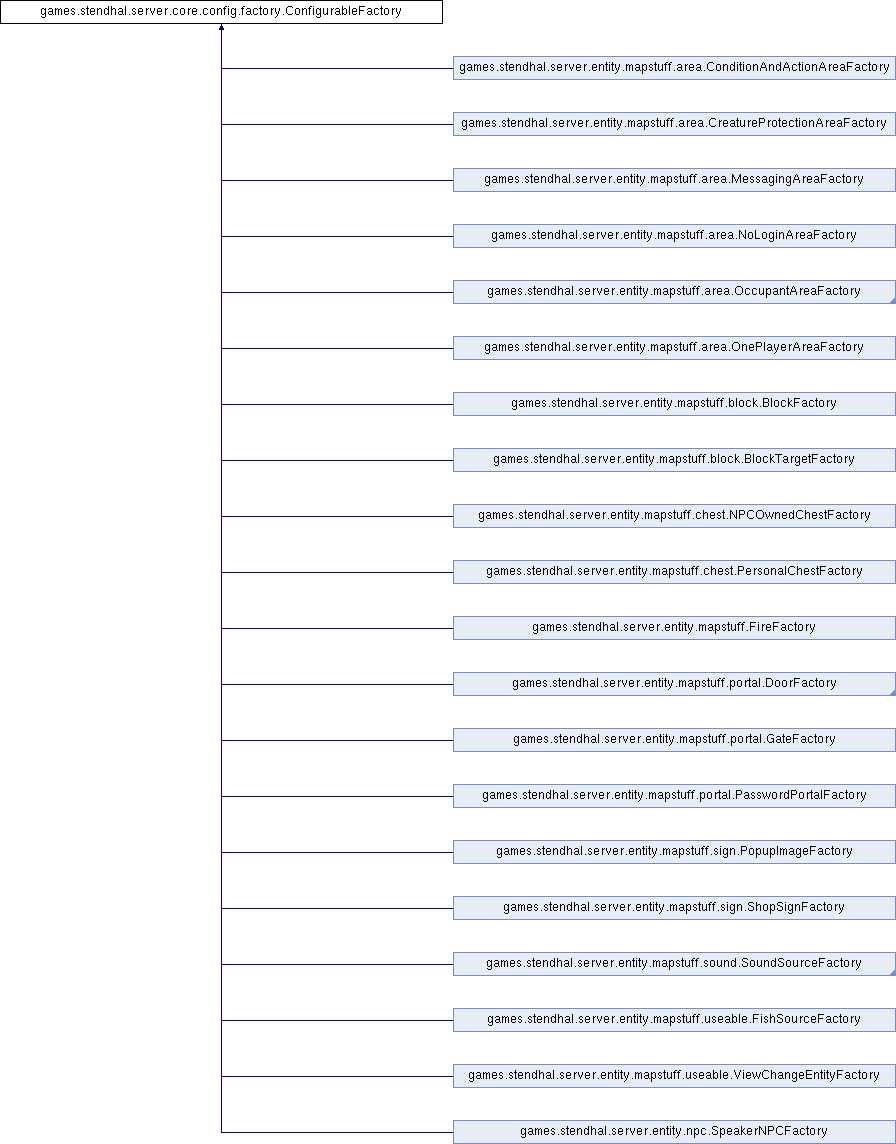 games.stendhal.server.core.config.factory.ConfigurableFactory
games.stendhal.server.entity.mapstuff.area.ConditionAndActionAreaFactory
games.stendhal.server.entity.mapstuff.area.CreatureProtectionAreaFactory
games.stendhal.server.entity.mapstuff.area.MessagingAreaFactory
games.stendhal.server.entity.mapstuff.area.NoLoginAreaFactory
games.stendhal.server.entity.mapstuff.area.OccupantAreaFactory
games.stendhal.server.entity.mapstuff.area.OnePlayerAreaFactory
games.stendhal.server.entity.mapstuff.block.BlockFactory
games.stendhal.server.entity.mapstuff.block.BlockTargetFactory
games.stendhal.server.entity.mapstuff.chest.NPCOwnedChestFactory
games.stendhal.server.entity.mapstuff.chest.PersonalChestFactory
games.stendhal.server.entity.mapstuff.FireFactory
games.stendhal.server.entity.mapstuff.portal.DoorFactory
games.stendhal.server.entity.mapstuff.portal.GateFactory
games.stendhal.server.entity.mapstuff.portal.PasswordPortalFactory
games.stendhal.server.entity.mapstuff.sign.PopupImageFactory
games.stendhal.server.entity.mapstuff.sign.ShopSignFactory
games.stendhal.server.entity.mapstuff.sound.SoundSourceFactory
games.stendhal.server.entity.mapstuff.useable.FishSourceFactory
games.stendhal.server.entity.mapstuff.useable.ViewChangeEntityFactory
games.stendhal.server.entity.npc.SpeakerNPCFactory